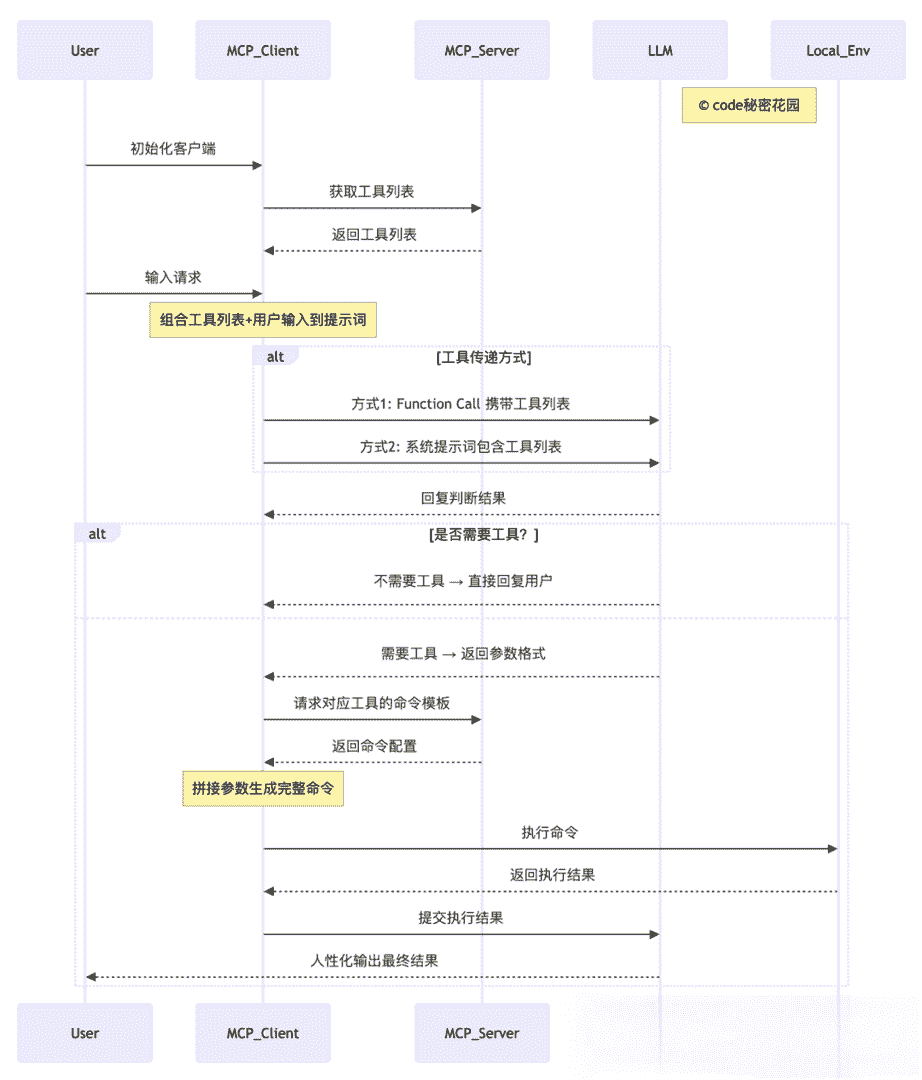 User
MCP_Client
MCP_Server
LLM
Local_Env
© code秘密花园
初始化客户端
获取工具列表
返回工具列表
输入请求
组合工具列表+用户输入到提示词
alt
[工具传递方式]
方式1: Function Call 携带工具列表
方式2: 系统提示词包含工具列表
回复判断结果
alt
[是否需要工具？]
不需要工具 → 直接回复用户
需要工具 → 返回参数格式
请求对应工具的命令模板
返回命令配置
拼接参数生成完整命令
执行命令
返回执行结果
提交执行结果
人性化输出最终结果
User
MCP_Client
MCP_Server